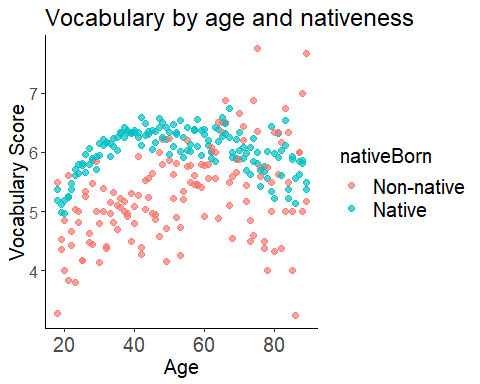 Vocabulary by age and nativeness
Vocabulary Score
7
6
5
4
20 40 60 80
Age
nativeBorn
Non-native
Native